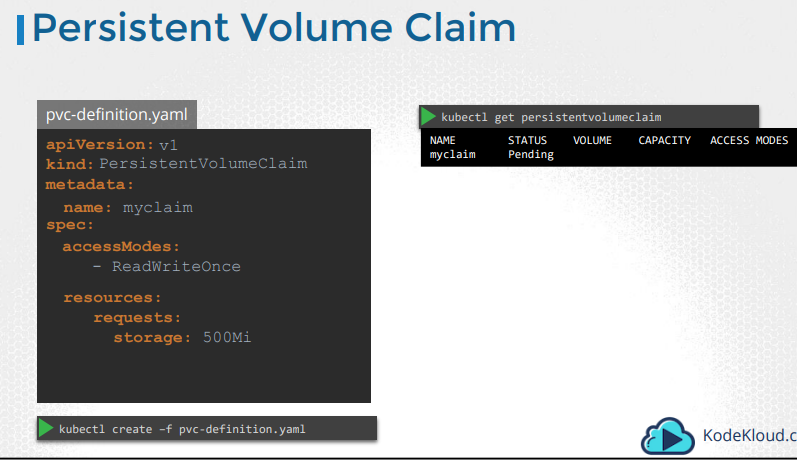 Persistent Volume Claim
pvc-definition.yaml
apiVersion: v1
kind: PersistentVolumeClaim
metadata:
name: myclaim
spec:
accessModes:
- ReadWriteOnce
resources:
requests:
storage: 500Mi
kubectl create –f pvc-definition.yaml
kubectl get persistentvolumeclaim
NAME STATUS VOLUME CAPACITY ACCESS MODES
myclaim Pending
KodeKloud.c